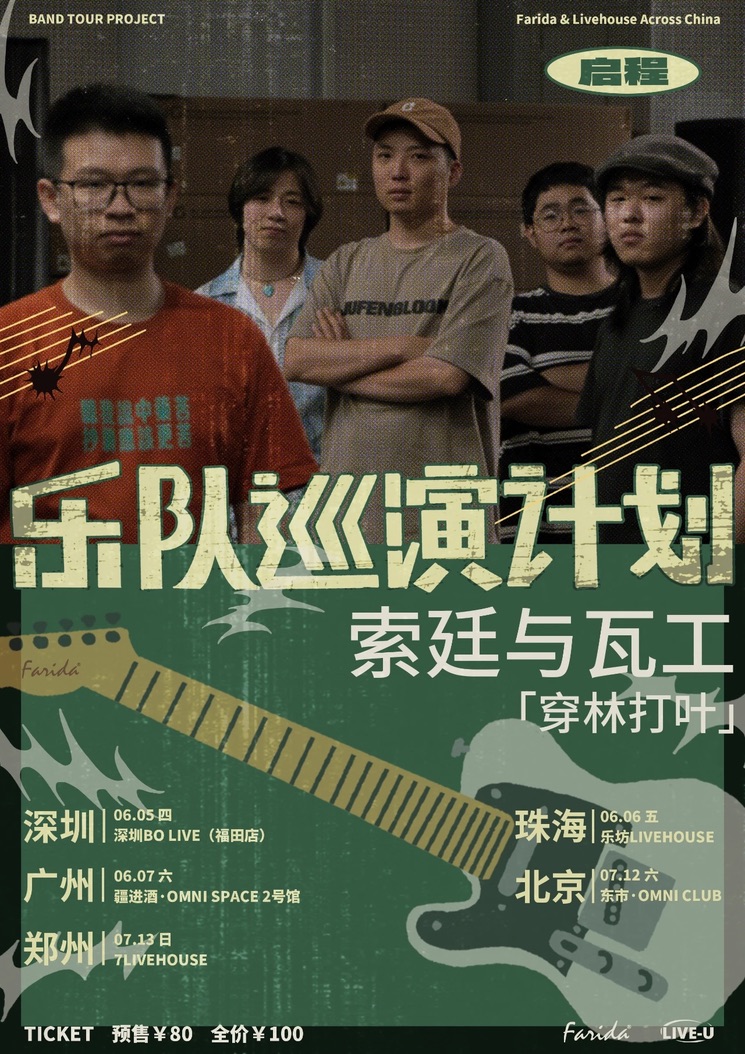 BAND TOUR PROJECT
Farida & Livehouse Across China
启程
乐队巡演计划
索廷与瓦工
「穿林打叶」
Farida
深圳
06.05 四
深圳BO LIVE（福田店）
珠海
06.06 五
乐坊LIVEHOUSE
广州
06.07 六
疆进酒·OMNI SPACE 2号馆
北京
07.12 六
东市·OMNI CLUB
郑州
07.13 日
7LIVEHOUSE
TICKET 预售￥80 全价￥100
Farida LIVE-U